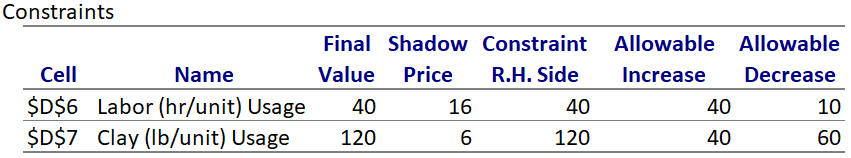 Constraints
Final Shadow Constraint Allowable Allowable
Cell Name Value Price R.H. Side Increase Decrease
$D$6 Labor (hr/unit) Usage 40 16 40 40 10
$D$7 Clay (lb/unit) Usage 120 6 120 40 60